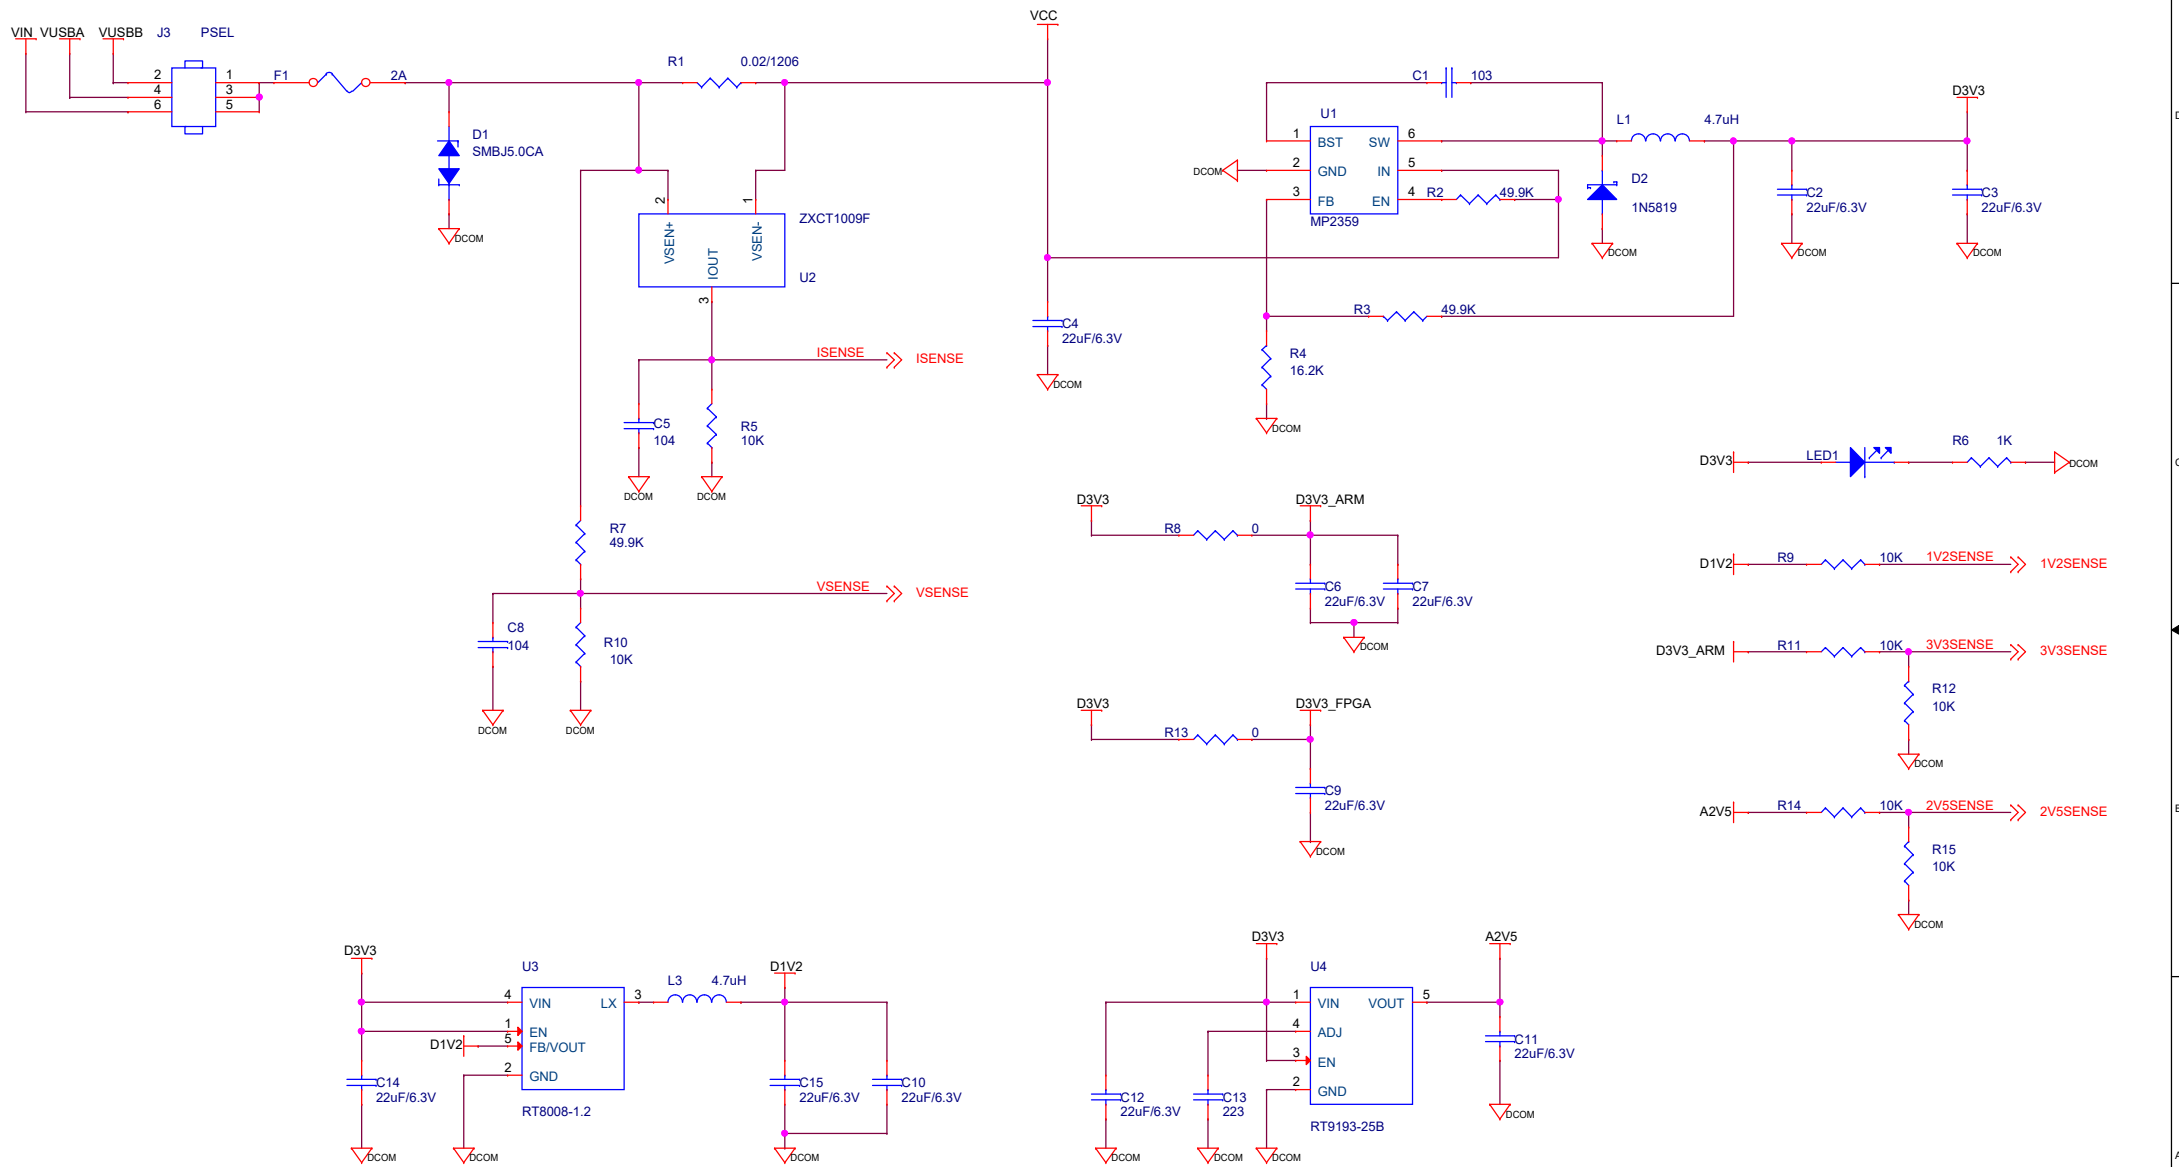 VIN VUSBA VUSBB J3 PSEL
2 1
4 3
6 5
F1 2A
R1 0.02/1206
VCC
D1
SMBJ5.0CA
DCOM
2 1
VSEN+ IOUT VSEN-
3
ZXCT1009F
U2
ISENSE ISENSE
C5
104
R5
10K
DCOM DCOM
R7
49.9K
VSENSE VSENSE
C8
104
R10
10K
DCOM DCOM
C4
22uF/6.3V
DCOM
C1 103
U1
1 BST SW 6
DCOM 2 GND IN 5
3 FB EN 4 R2 49.9K
MP2359
L1 4.7uH
D3V3
D2
1N5819
DCOM
C2
22uF/6.3V
DCOM
C3
22uF/6.3V
DCOM
R3 49.9K
R4
16.2K
DCOM
D3V3 LED1 R6 1K DCOM
D3V3 D3V3_ARM
R8 0
C6
22uF/6.3V
C7
22uF/6.3V
DCOM
D1V2 R9 10K 1V2SENSE 1V2SENSE
D3V3_ARM R11 10K 3V3SENSE 3V3SENSE
R12
10K
DCOM
D3V3 D3V3_FPGA
R13 0
C9
22uF/6.3V
DCOM
A2V5 R14 10K 2V5SENSE 2V5SENSE
R15
10K
DCOM
D3V3
U3
4 VIN LX 3
1 EN
D1V2 5 FB/VOUT
2 GND
RT8008-1.2
L3 4.7uH
D1V2
C14
22uF/6.3V
C15
22uF/6.3V
C10
22uF/6.3V
DCOM DCOM DCOM
D3V3
U4
A2V5
1 VIN VOUT 5
4 ADJ
3 EN
2 GND
RT9193-25B
C11
22uF/6.3V
DCOM
C12
22uF/6.3V
C13
223
DCOM DCOM DCOM